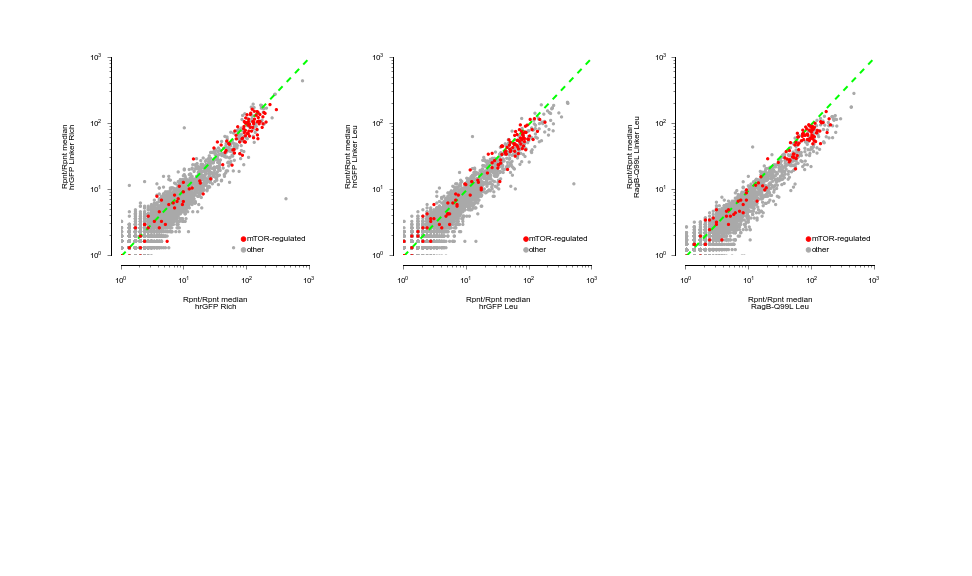 10³
10²
10¹
10⁰
Rpnt/Rpnt median
hrGFP Linker Rich
mTOR-regulated
other
10⁰ 10¹ 10² 10³
Rpnt/Rpnt median
hrGFP Rich
10³
10²
10¹
10⁰
Rpnt/Rpnt median
hrGFP Linker Leu
mTOR-regulated
other
10⁰ 10¹ 10² 10³
Rpnt/Rpnt median
hrGFP Leu
10³
10²
10¹
10⁰
Rpnt/Rpnt median
RagB-Q99L Linker Leu
mTOR-regulated
other
10⁰ 10¹ 10² 10³
Rpnt/Rpnt median
RagB-Q99L Leu